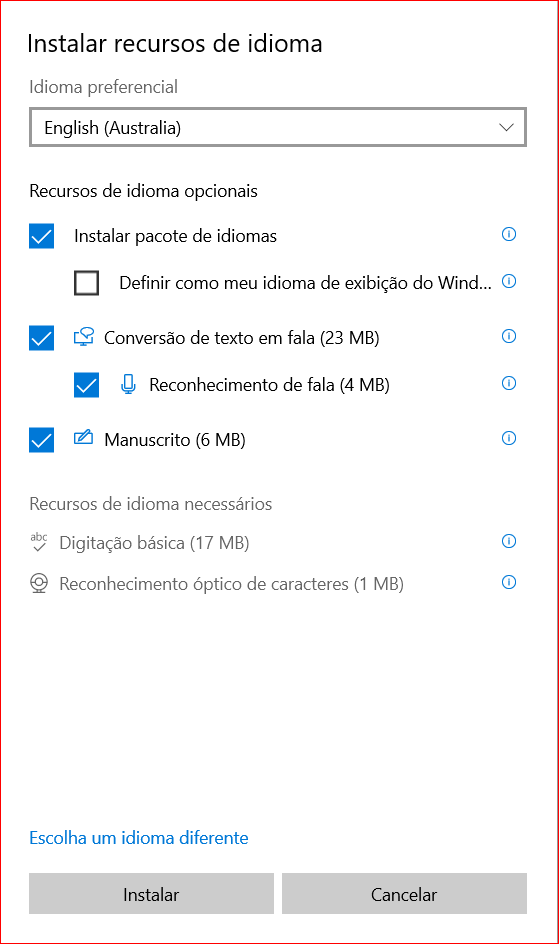 Instalar recursos de idioma
Idioma preferencial
English (Australia)
Recursos de idioma opcionais
Instalar pacote de idiomas
Definir como meu idioma de exibição do Wind...
Conversão de texto em fala (23 MB)
Reconhecimento de fala (4 MB)
Manuscrito (6 MB)
Recursos de idioma necessários
abc Digitação básica (17 MB)
Reconhecimento óptico de caracteres (1 MB)
Escolha um idioma diferente
Instalar Cancelar